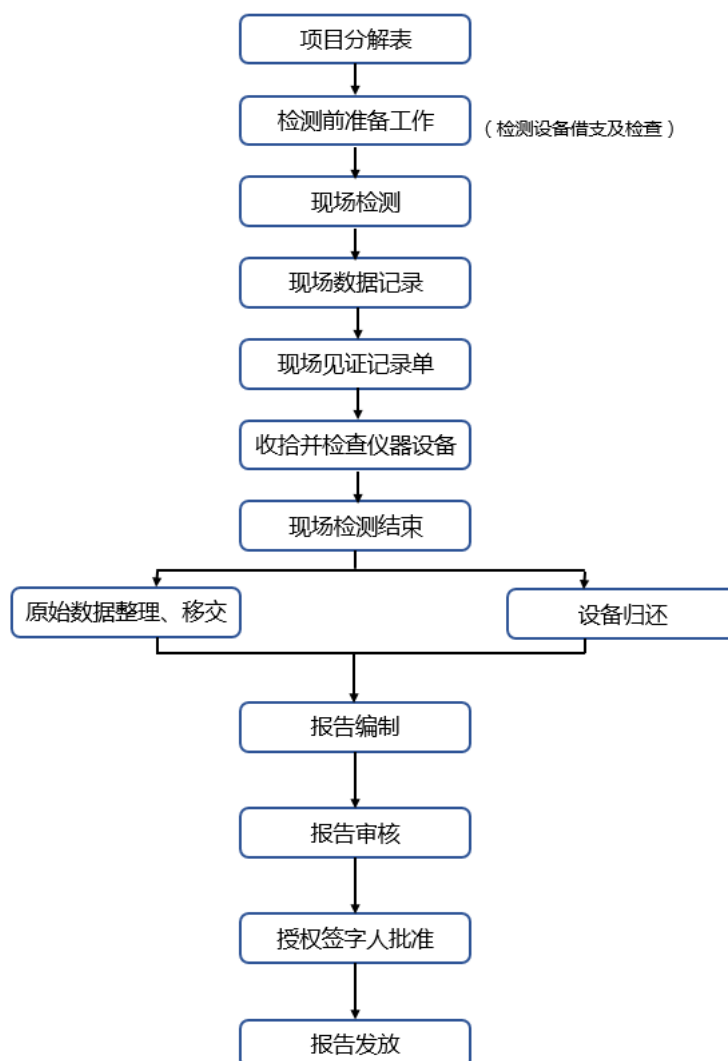 项目分解表
检测前准备工作
（检测设备借支及检查）
现场检测
现场数据记录
现场见证记录单
收拾并检查仪器设备
现场检测结束
原始数据整理、移交
设备归还
报告编制
报告审核
授权签字人批准
报告发放